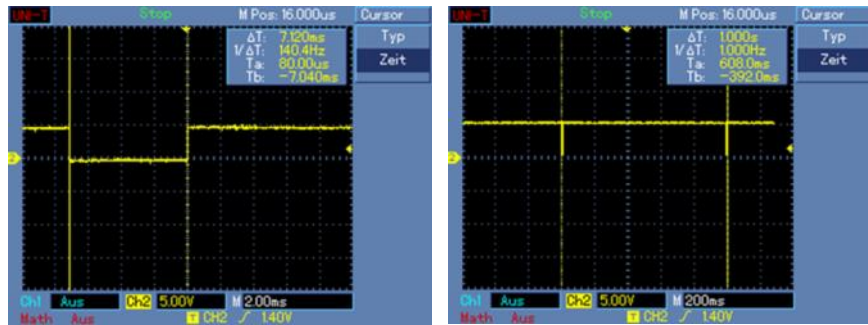 UNI-T Stop M Pos: 16.000us Cursor
ΔT: 7.120ms
1/ΔT: 140.4Hz
Ta: 80.00us
Tb: -7.040ms
Typ
Zeit
2
Ch1 Aus Ch2 5.00V M 2.00ms
Math Aus T CH2 / 1.40V
UNI-T Stop M Pos: 16.000us Cursor
ΔT: 1.000s
1/ΔT: 1.000Hz
Ta: 608.0ms
Tb: -392.0ms
Typ
Zeit
2
Ch1 Aus Ch2 5.00V M 200ms
Math Aus T CH2 / 1.40V